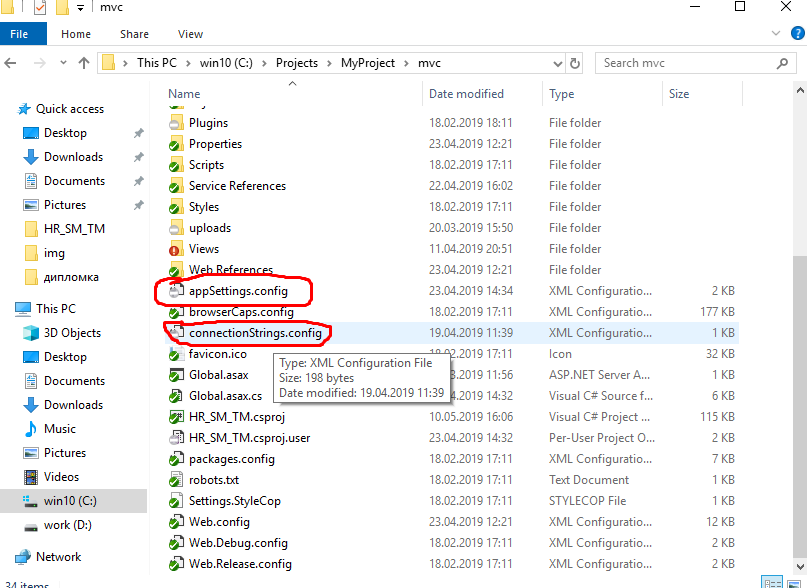 mvc
File Home Share View
This PC win10 (C:) Projects MyProject mvc Search mvc
Name Date modified Type Size
Quick access
Desktop
Downloads
Documents
Pictures
HR_SM_TM
img
дипломка
This PC
3D Objects
Desktop
Documents
Downloads
Music
Pictures
Videos
win10 (C:)
work (D:)
Network
Plugins 18.02.2019 18:11 File folder
Properties 23.04.2019 12:21 File folder
Scripts 18.02.2019 17:11 File folder
Service References 22.04.2019 16:02 File folder
Styles 18.02.2019 17:11 File folder
uploads 20.03.2019 15:50 File folder
Views 11.04.2019 20:51 File folder
Web References 23.04.2019 12:21 File folder
appSettings.config 23.04.2019 14:34 XML Configuratio... 2 KB
browserCaps.config 18.02.2019 17:11 XML Configuratio... 177 KB
connectionStrings.config 19.04.2019 11:39 XML Configuratio... 1 KB
favicon.ico 17:11 Icon 32 KB
Global.asax 11:56 ASP.NET Server A... 1 KB
Global.asax.cs 14:32 Visual C# Source f... 6 KB
HR_SM_TM.csproj 10.05.2019 16:06 Visual C# Project ... 115 KB
HR_SM_TM.csproj.user 23.04.2019 14:32 Per-User Project O... 2 KB
packages.config 18.02.2019 17:11 XML Configuratio... 7 KB
robots.txt 18.02.2019 17:11 Text Document 1 KB
Settings.StyleCop 18.02.2019 17:11 STYLECOP File 1 KB
Web.config 23.04.2019 12:21 XML Configuratio... 12 KB
Web.Debug.config 18.02.2019 17:11 XML Configuratio... 2 KB
Web.Release.config 18.02.2019 17:11 XML Configuratio... 2 KB
Type: XML Configuration File
Size: 198 bytes
Date modified: 19.04.2019 11:39
34 items